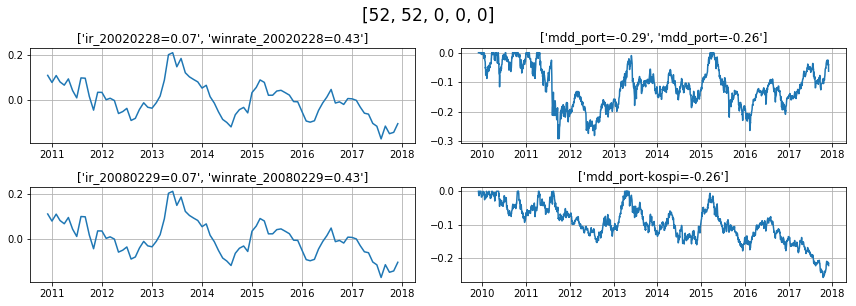 [52, 52, 0, 0, 0]
['ir_20020228=0.07', 'winrate_20020228=0.43']
0.2
0.0
2011 2012 2013 2014 2015 2016 2017 2018
['mdd_port=-0.29', 'mdd_port=-0.26']
0.0
−0.1
−0.2
−0.3
2010 2011 2012 2013 2014 2015 2016 2017 2018
['ir_20080229=0.07', 'winrate_20080229=0.43']
0.2
0.0
2011 2012 2013 2014 2015 2016 2017 2018
['mdd_port-kospi=-0.26']
0.0
−0.1
−0.2
2010 2011 2012 2013 2014 2015 2016 2017 2018